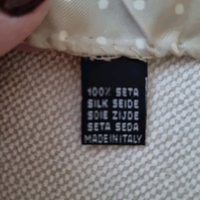 100% SETA
SILK SEIDE
SOIE ZIJDE
SETA SEDA
MADE IN ITALY